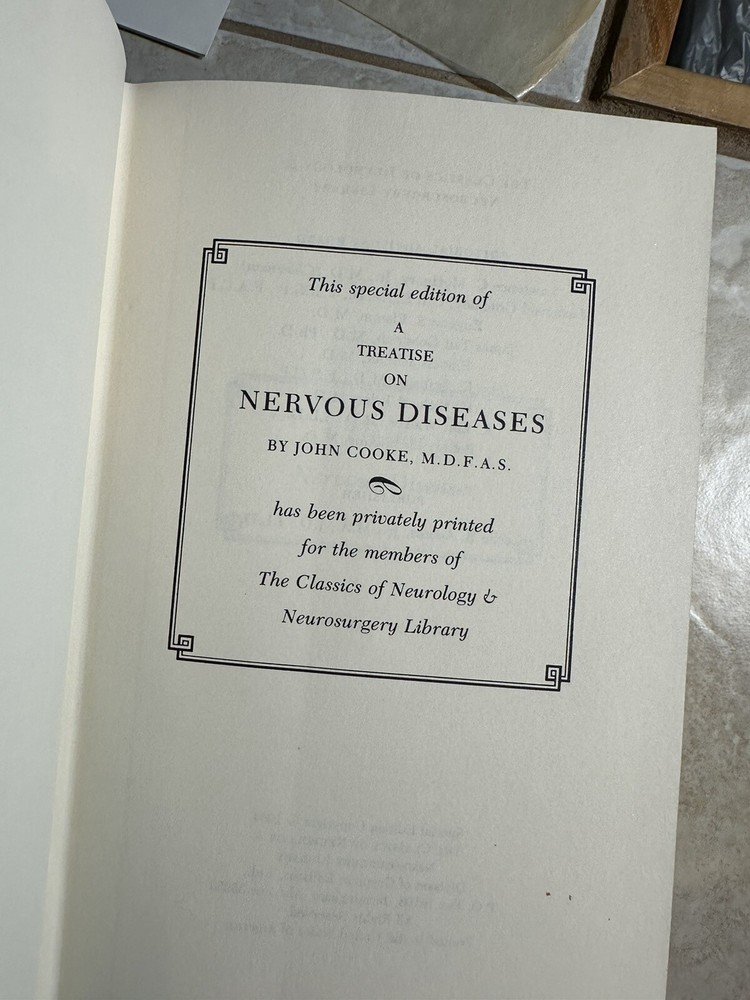 This special edition of
A
TREATISE
ON
NERVOUS DISEASES
BY JOHN COOKE, M.D.F.A.S.
has been privately printed
for the members of
The Classics of Neurology &
Neurosurgery Library